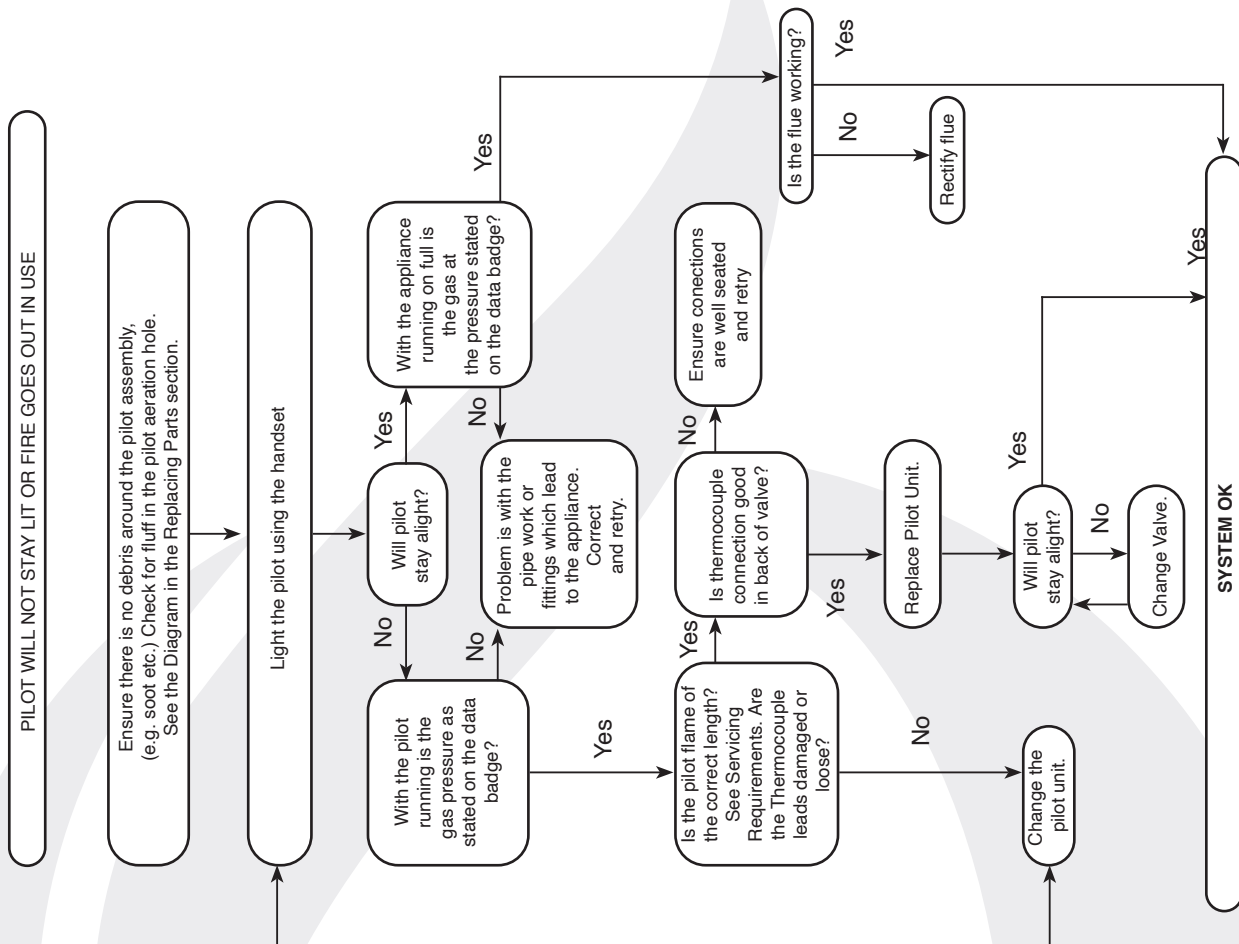 PILOT WILL NOT STAY LIT OR FIRE GOES OUT IN USE
Ensure there is no debris around the pilot assembly,
(e.g. soot etc.) Check for fluff in the pilot aeration hole.
See the Diagram in the Replacing Parts section.
Light the pilot using the handset
Will pilot
stay alight?
No
Yes
With the pilot
running is the
gas pressure as
stated on the data
badge?
With the appliance
running on full is
the gas at
the pressure stated
on the data badge?
No
No
Yes
Problem is with the
pipe work or
fittings which lead
to the appliance.
Correct
and retry.
Yes
Is the pilot flame of
the correct length?
See Servicing
Requirements. Are
the Thermocouple
leads damaged or
loose?
Yes
Is thermocouple
connection good
in back of valve?
No
Ensure conections
are well seated
and retry
Is the flue working?
No
Yes
Rectify flue
No
Yes
Replace Pilot Unit.
Change the
pilot unit.
Will pilot
stay alight?
Yes
No
Change Valve.
Yes
SYSTEM OK